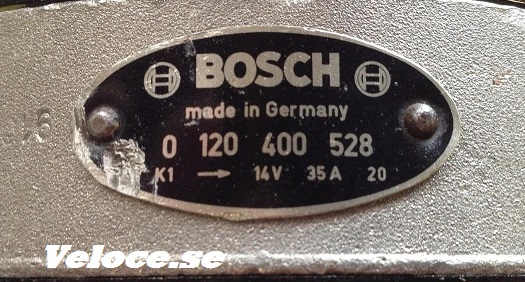 BOSCH
made in Germany
0 120 400 528
K1 → 14V 35A 20
Veloce.se